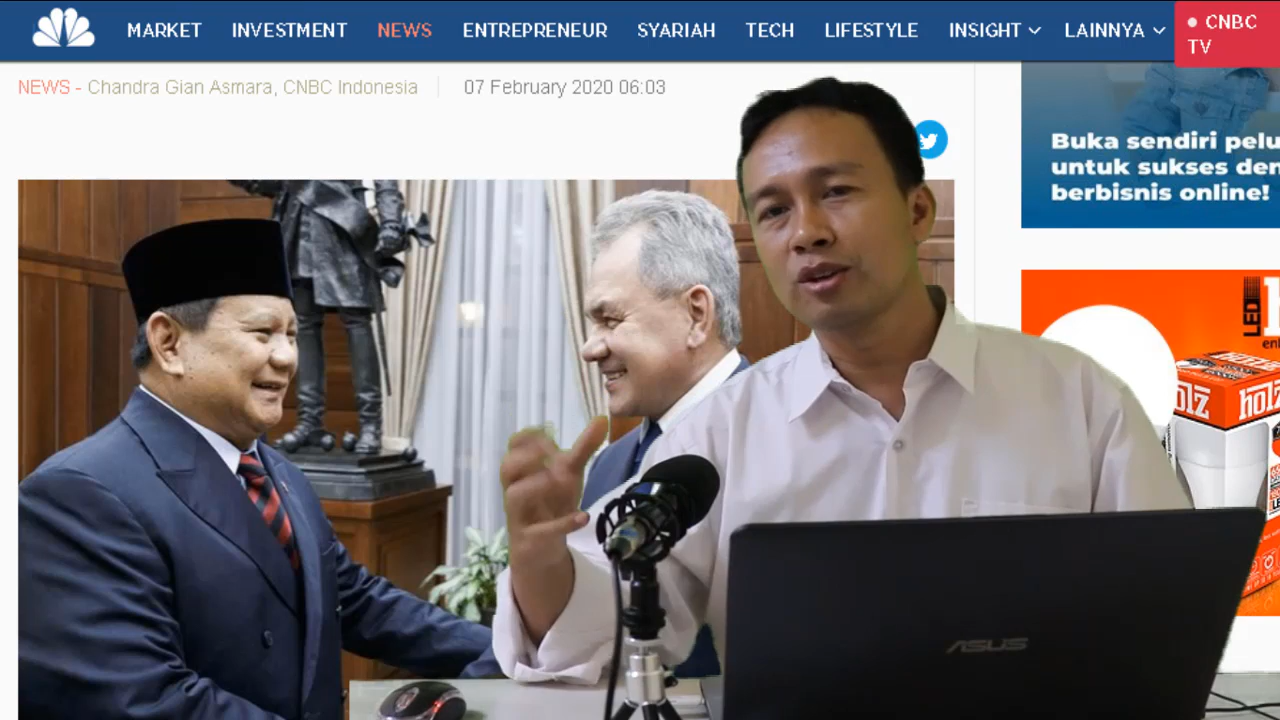 MARKET INVESTMENT NEWS ENTREPRENEUR SYARIAH TECH LIFESTYLE INSIGHT LAINNYA CNBC TV
NEWS - Chandra Gian Asmara, CNBC Indonesia 07 February 2020 06:03
Buka sendiri pelu
untuk sukses den
berbisnis online!
LED
holz
olz
ASUS